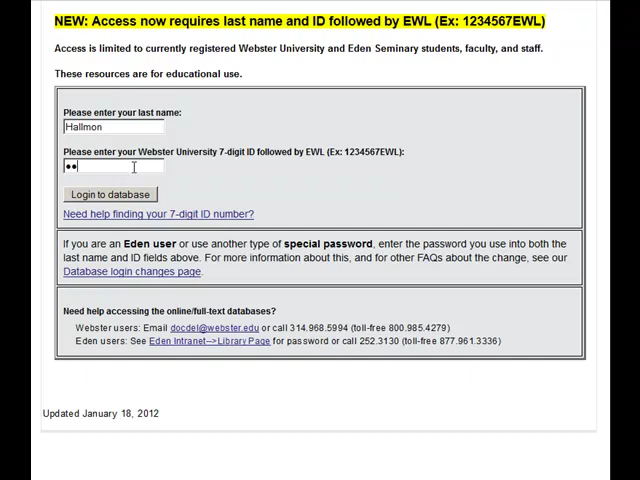 NEW: Access now requires last name and ID followed by EWL (Ex: 1234567EWL)
Access is limited to currently registered Webster University and Eden Seminary students, faculty, and staff.
These resources are for educational use.
Please enter your last name:
Hallmon
Please enter your Webster University 7-digit ID followed by EWL (Ex: 1234567EWL):
••
Login to database
Need help finding your 7-digit ID number?
If you are an Eden user or use another type of special password, enter the password you use into both the
last name and ID fields above. For more information about this, and for other FAQs about the change, see our
Database login changes page.
Need help accessing the online/full-text databases?
Webster users: Email docdel@webster.edu or call 314.968.5994 (toll-free 800.985.4279)
Eden users: See Eden Intranet-->Library Page for password or call 252.3130 (toll-free 877.961.3336)
Updated January 18, 2012